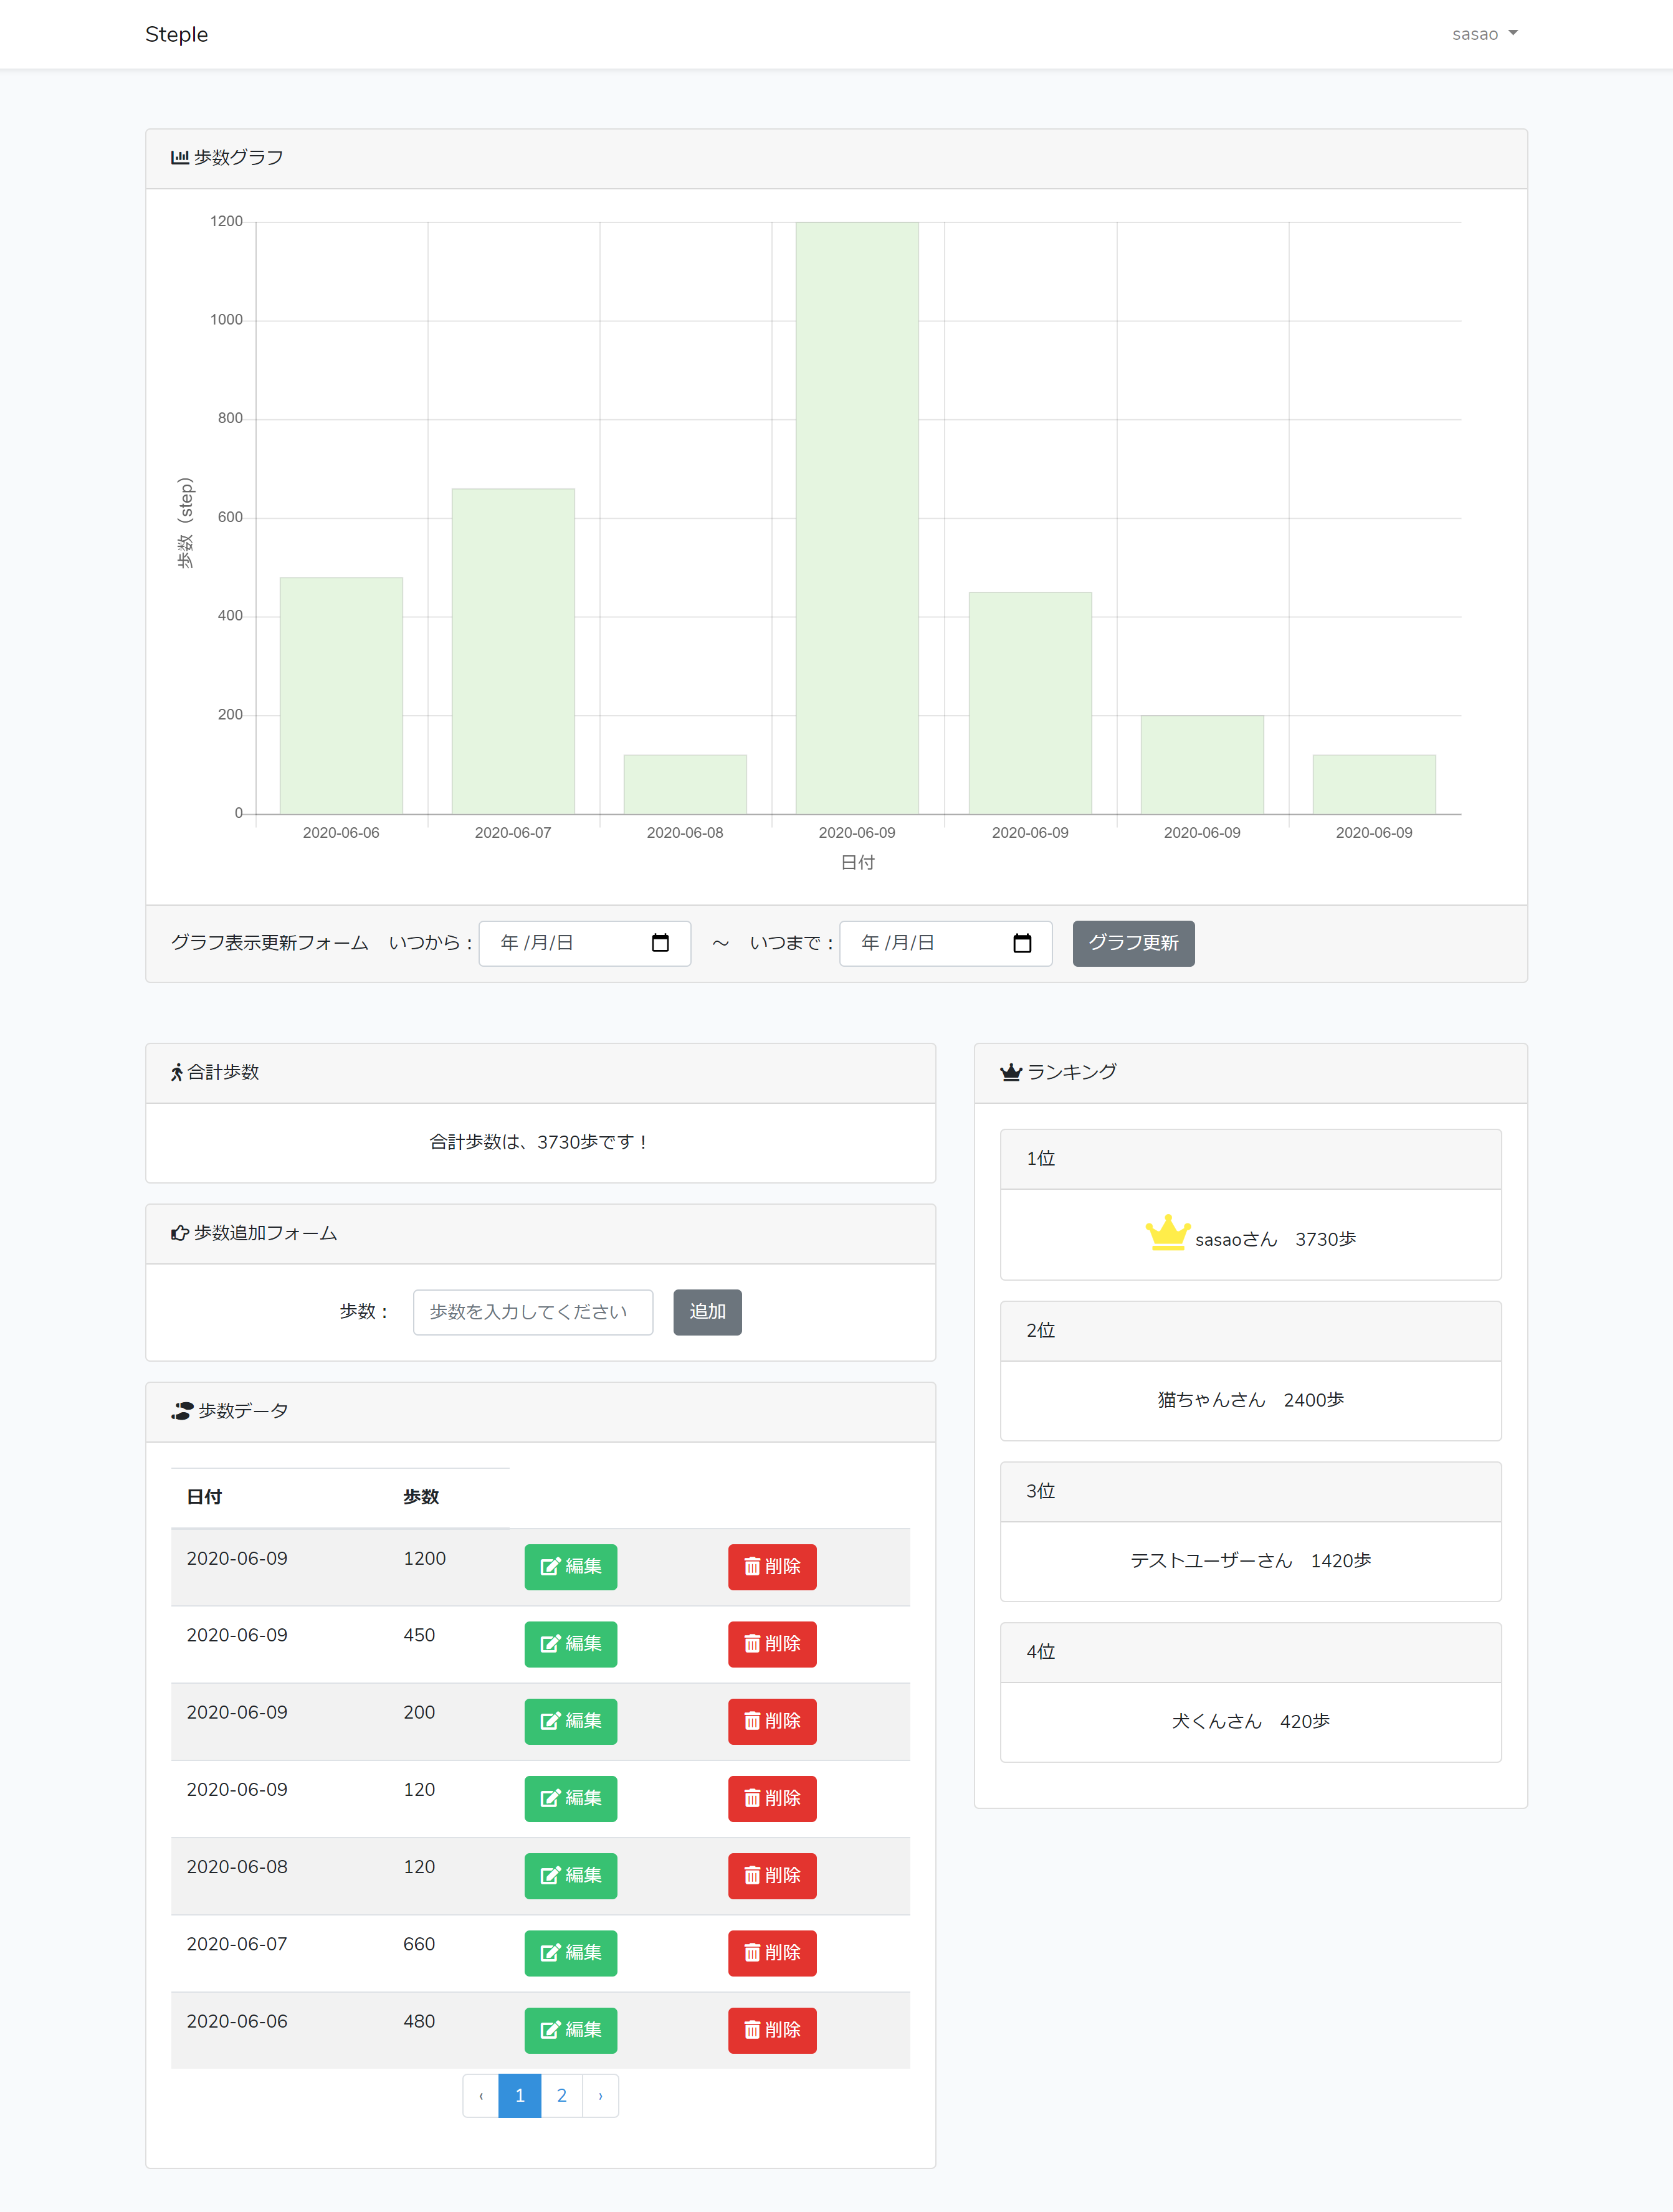 Steple
sasao
歩数グラフ
1200
1000
800
600
400
200
0
歩数（step）
2020-06-06 2020-06-07 2020-06-08 2020-06-09 2020-06-09 2020-06-09 2020-06-09
日付
グラフ表示更新フォーム いつから： 年 /月/日 ～ いつまで： 年 /月/日 グラフ更新
合計歩数
合計歩数は、3730歩です！
歩数追加フォーム
歩数： 歩数を入力してください 追加
歩数データ
日付 歩数
2020-06-09 1200 編集 削除
2020-06-09 450 編集 削除
2020-06-09 200 編集 削除
2020-06-09 120 編集 削除
2020-06-08 120 編集 削除
2020-06-07 660 編集 削除
2020-06-06 480 編集 削除
‹ 1 2 ›
ランキング
1位
sasaoさん 3730歩
2位
猫ちゃんさん 2400歩
3位
テストユーザーさん 1420歩
4位
犬くんさん 420歩